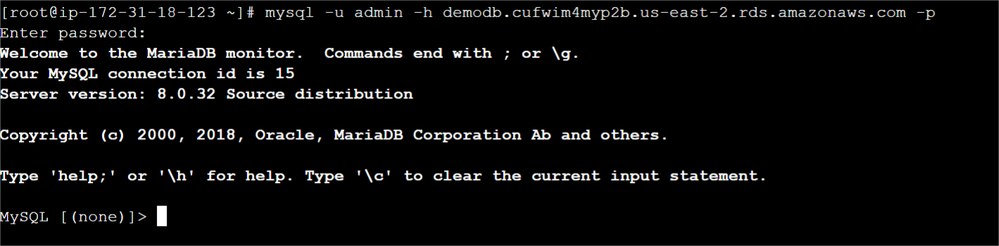 [root@ip-172-31-18-123 ~]# mysql -u admin -h demodb.cufwim4myp2b.us-east-2.rds.amazonaws.com -p
Enter password:
Welcome to the MariaDB monitor.  Commands end with ; or \g.
Your MySQL connection id is 15
Server version: 8.0.32 Source distribution
Copyright (c) 2000, 2018, Oracle, MariaDB Corporation Ab and others.
Type 'help;' or '\h' for help. Type '\c' to clear the current input statement.
MySQL [(none)]>